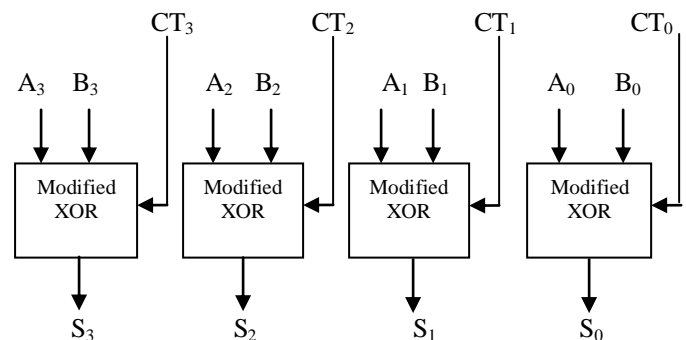 CT₃ CT₂ CT₁ CT₀
A₃ B₃ A₂ B₂ A₁ B₁ A₀ B₀
Modified Modified Modified Modified
XOR XOR XOR XOR
S₃ S₂ S₁ S₀